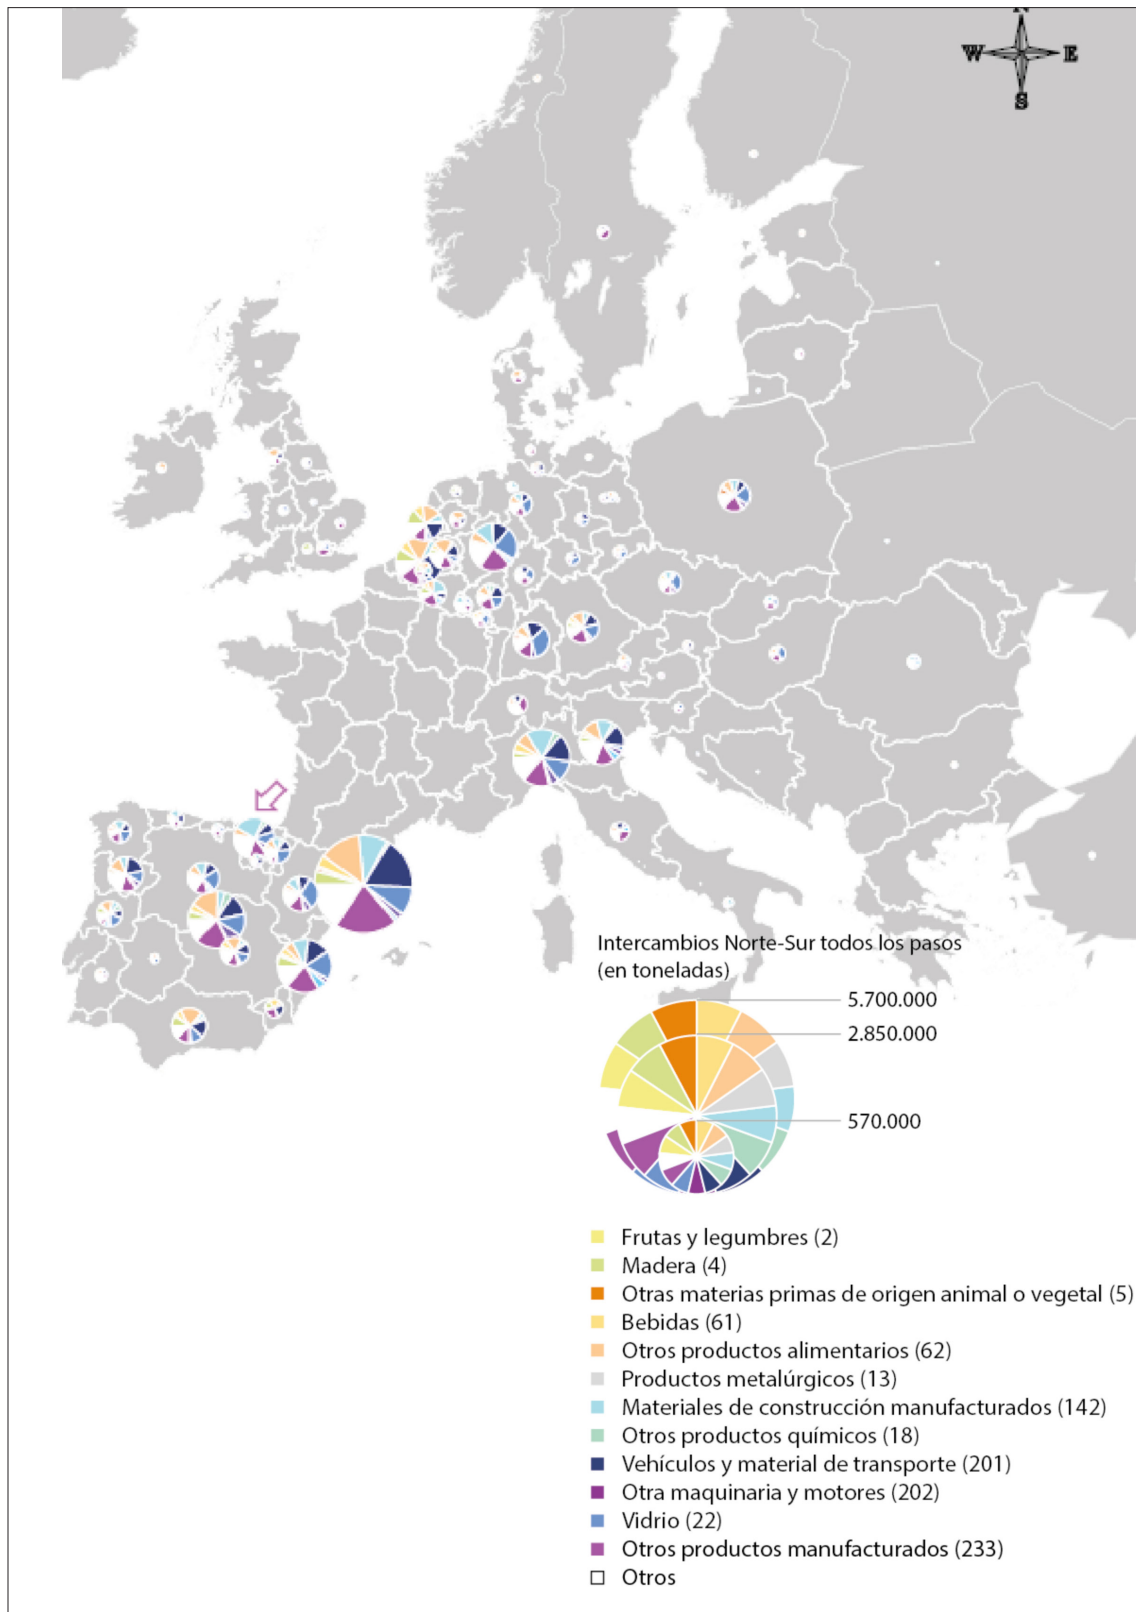 N
W E
S
Intercambios Norte-Sur todos los pasos
(en toneladas)
5.700.000
2.850.000
570.000
Frutas y legumbres (2)
Madera (4)
Otras materias primas de origen animal o vegetal (5)
Bebidas (61)
Otros productos alimentarios (62)
Productos metalúrgicos (13)
Materiales de construcción manufacturados (142)
Otros productos químicos (18)
Vehículos y material de transporte (201)
Otra maquinaria y motores (202)
Vidrio (22)
Otros productos manufacturados (233)
Otros